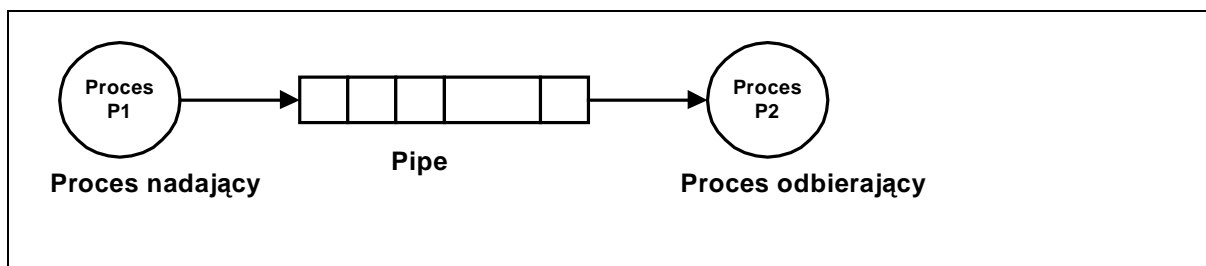 Proces
P1
Pipe
Proces
P2
Proces nadający
Proces odbierający